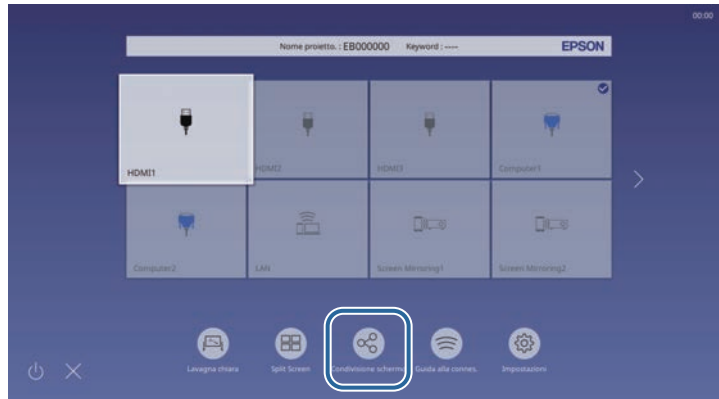 00:00
Nome proietto. : EB000000 Keyword : ---- EPSON
HDMI1 HDMI2 HDMI3 Computer1
Computer2 LAN Screen Mirroring1 Screen Mirroring2
Lavagna chiara Split Screen Condivisione schermo Guida alla connes. Impostazioni